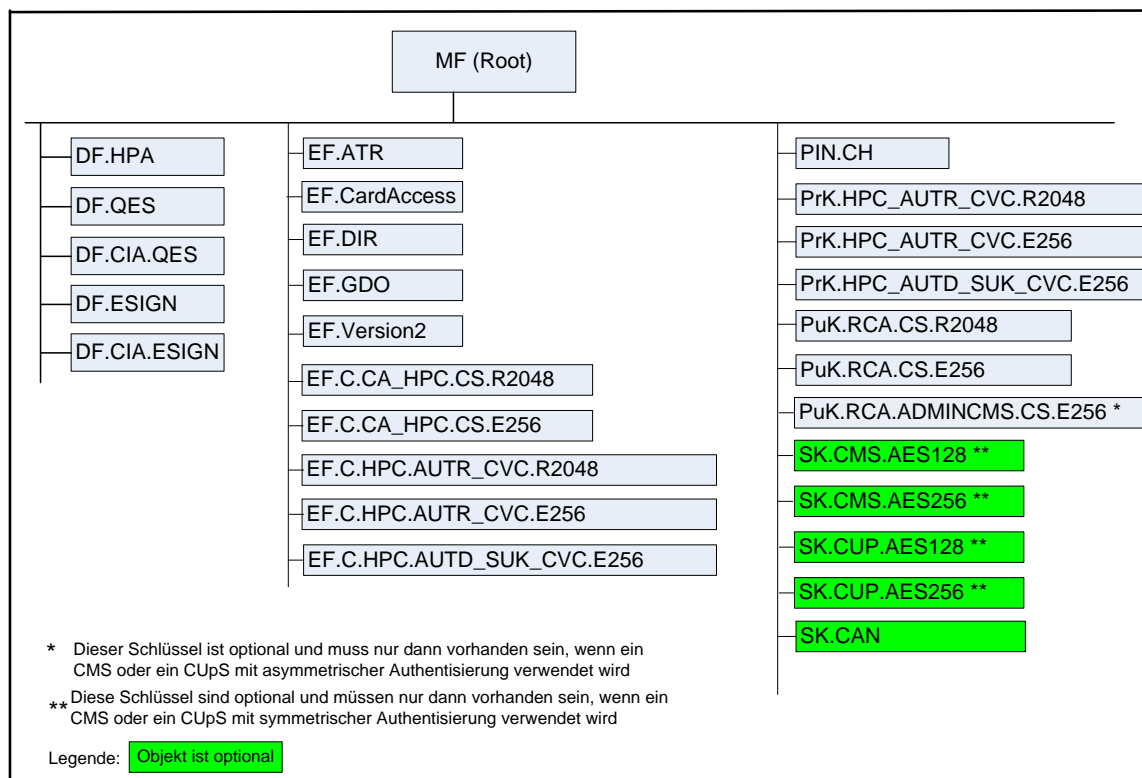 MF (Root)
DF.HPA
DF.QES
DF.CIA.QES
DF.ESIGN
DF.CIA.ESIGN
EF.ATR
EF.CardAccess
EF.DIR
EF.GDO
EF.Version2
EF.C.CA_HPC.CS.R2048
EF.C.CA_HPC.CS.E256
EF.C.HPC.AUTR_CVC.R2048
EF.C.HPC.AUTR_CVC.E256
EF.C.HPC.AUTD_SUK_CVC.E256
PIN.CH
PrK.HPC_AUTR_CVC.R2048
PrK.HPC_AUTR_CVC.E256
PrK.HPC_AUTD_SUK_CVC.E256
PuK.RCA.CS.R2048
PuK.RCA.CS.E256
PuK.RCA.ADMINCMS.CS.E256 *
SK.CMS.AES128 **
SK.CMS.AES256 **
SK.CUP.AES128 **
SK.CUP.AES256 **
SK.CAN
* Dieser Schlüssel ist optional und muss nur dann vorhanden sein, wenn ein
CMS oder ein CUpS mit asymmetrischer Authentisierung verwendet wird
** Diese Schlüssel sind optional und müssen nur dann vorhanden sein, wenn ein
CMS oder ein CUpS mit symmetrischer Authentisierung verwendet wird
Legende: Objekt ist optional